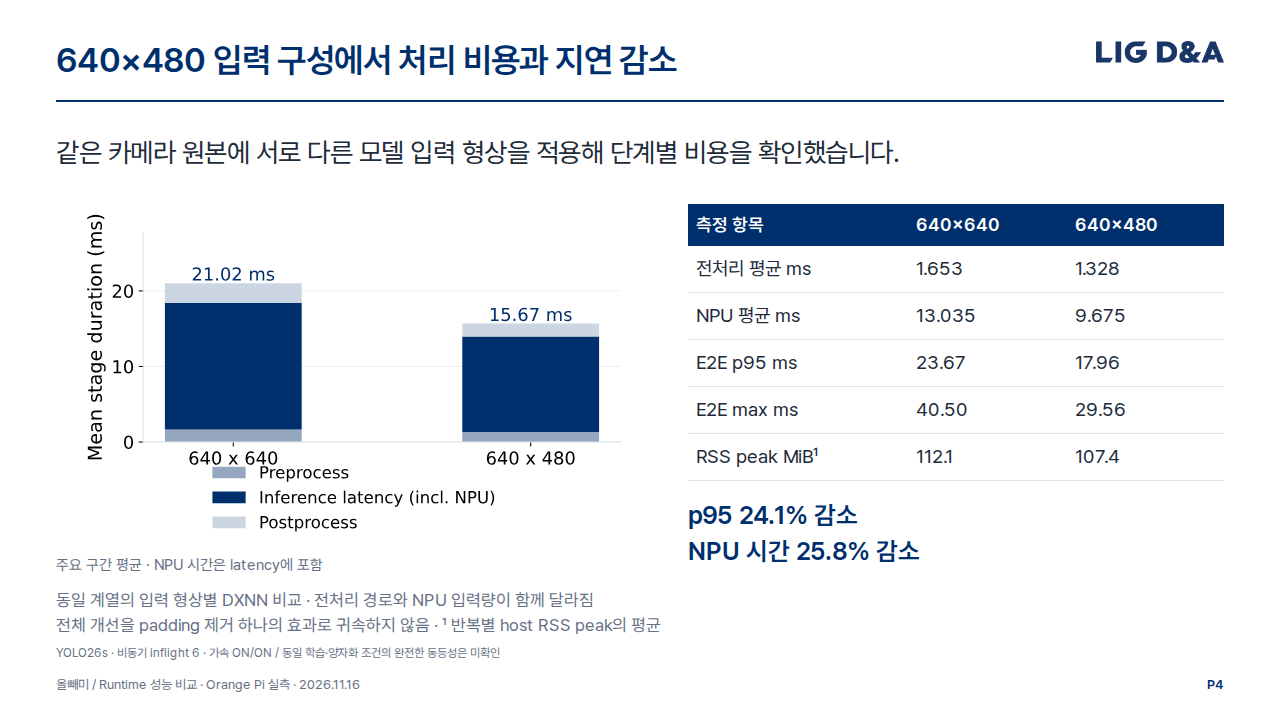 640×480 입력 구성에서 처리 비용과 지연 감소
LIG D&A
같은 카메라 원본에 서로 다른 모델 입력 형상을 적용해 단계별 비용을 확인했습니다.
Mean stage duration (ms)
20
10
0
21.02 ms
15.67 ms
640 x 640
640 x 480
Preprocess
Inference latency (incl. NPU)
Postprocess
측정 항목 640×640 640×480
전처리 평균 ms 1.653 1.328
NPU 평균 ms 13.035 9.675
E2E p95 ms 23.67 17.96
E2E max ms 40.50 29.56
RSS peak MiB¹ 112.1 107.4
p95 24.1% 감소
NPU 시간 25.8% 감소
주요 구간 평균 · NPU 시간은 latency에 포함
동일 계열의 입력 형상별 DXNN 비교 · 전처리 경로와 NPU 입력량이 함께 달라짐
전체 개선을 padding 제거 하나의 효과로 귀속하지 않음 · ¹ 반복별 host RSS peak의 평균
YOLO26s · 비동기 inflight 6 · 가속 ON/ON / 동일 학습·양자화 조건의 완전한 동등성은 미확인
올빼미 / Runtime 성능 비교 · Orange Pi 실측 · 2026.11.16
P4